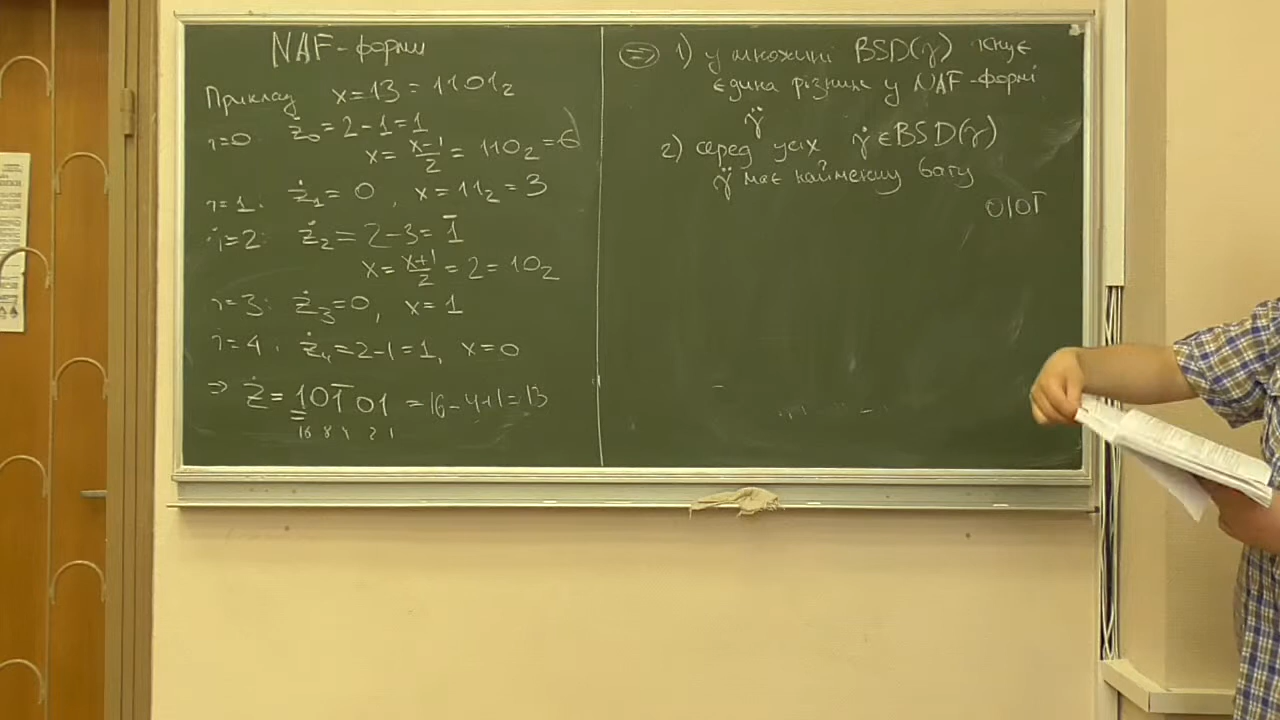 NAF-форми
Приклад x=13=1101₂
i=0 ż₀=2-1=1
x=(x-1)/2=110₂=6
i=1: ż₁=0, x=11₂=3
i=2: ż₂=2-3=1̄
x=(x+1)/2=2=10₂
i=3: ż₃=0, x=1
i=4: ż₄=2-1=1, x=0
⇒ ż=101̄01=16-4+1=13
16 8 4 2 1
⇒ 1) у множині BSD(γ) існує
єдина різниця у NAF-формі
γ̈
2) серед усіх γ̇∈BSD(γ)
γ̈ має найменшу вагу
0101̄